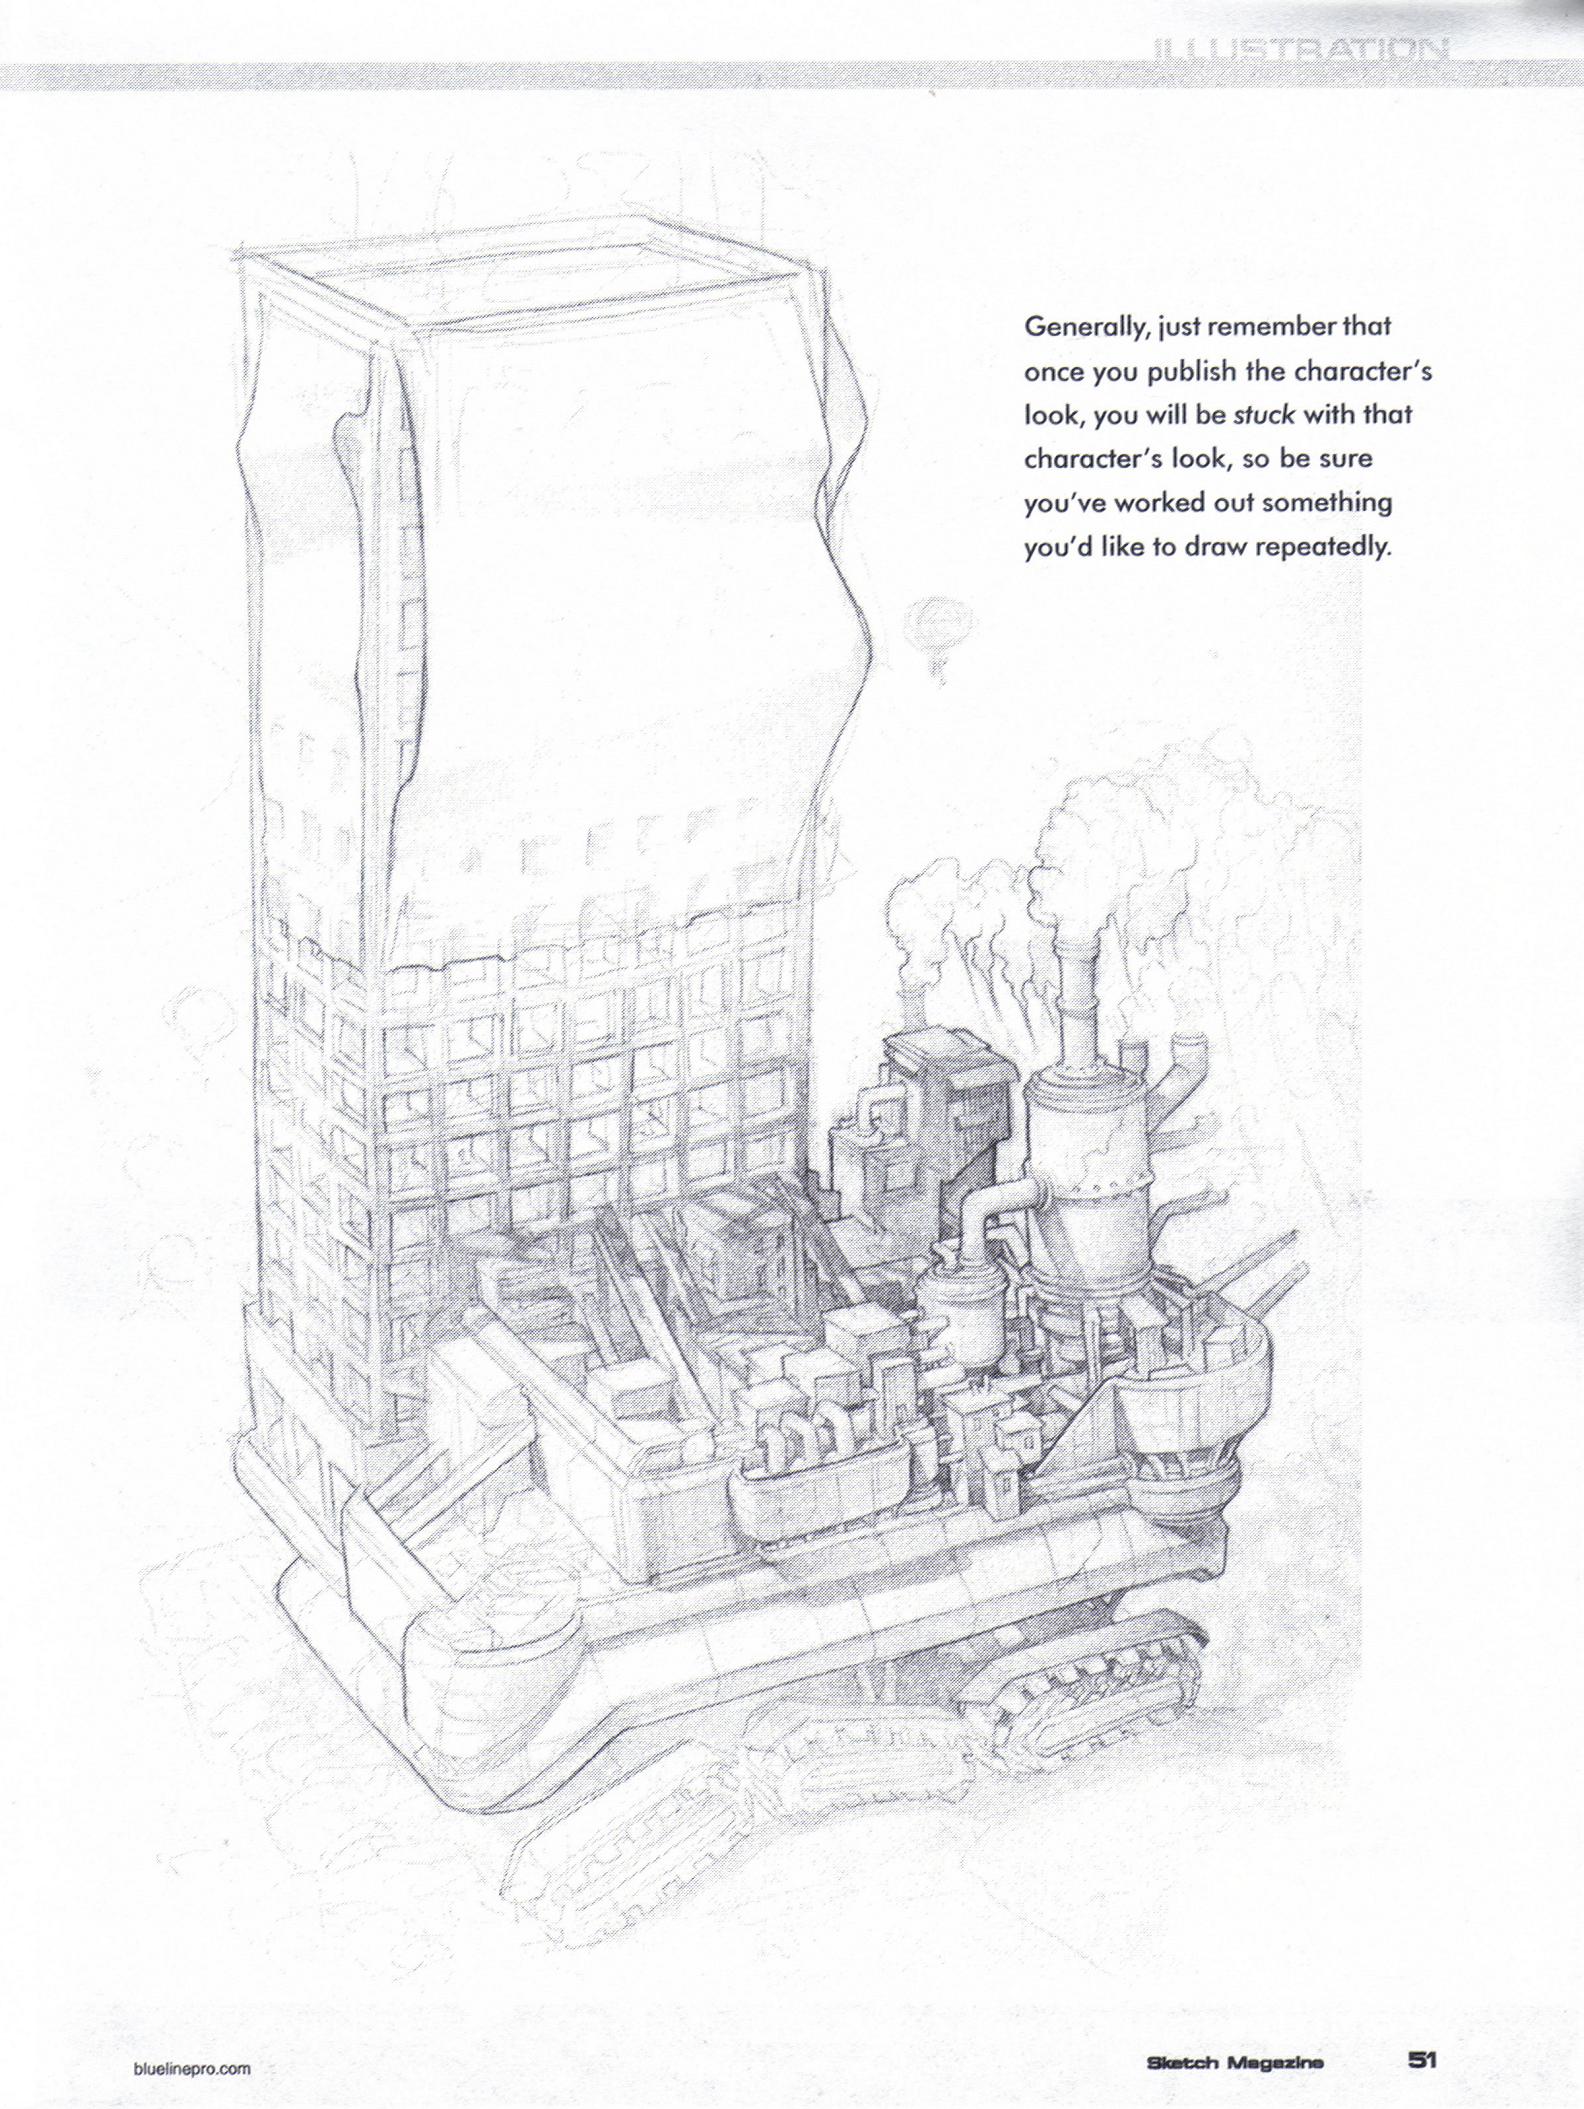 ILLUSTRATION
Generally, just remember that
once you publish the character's
look, you will be stuck with that
character's look, so be sure
you've worked out something
you'd like to draw repeatedly.
bluelinepro.com
Sketch Magazine 51